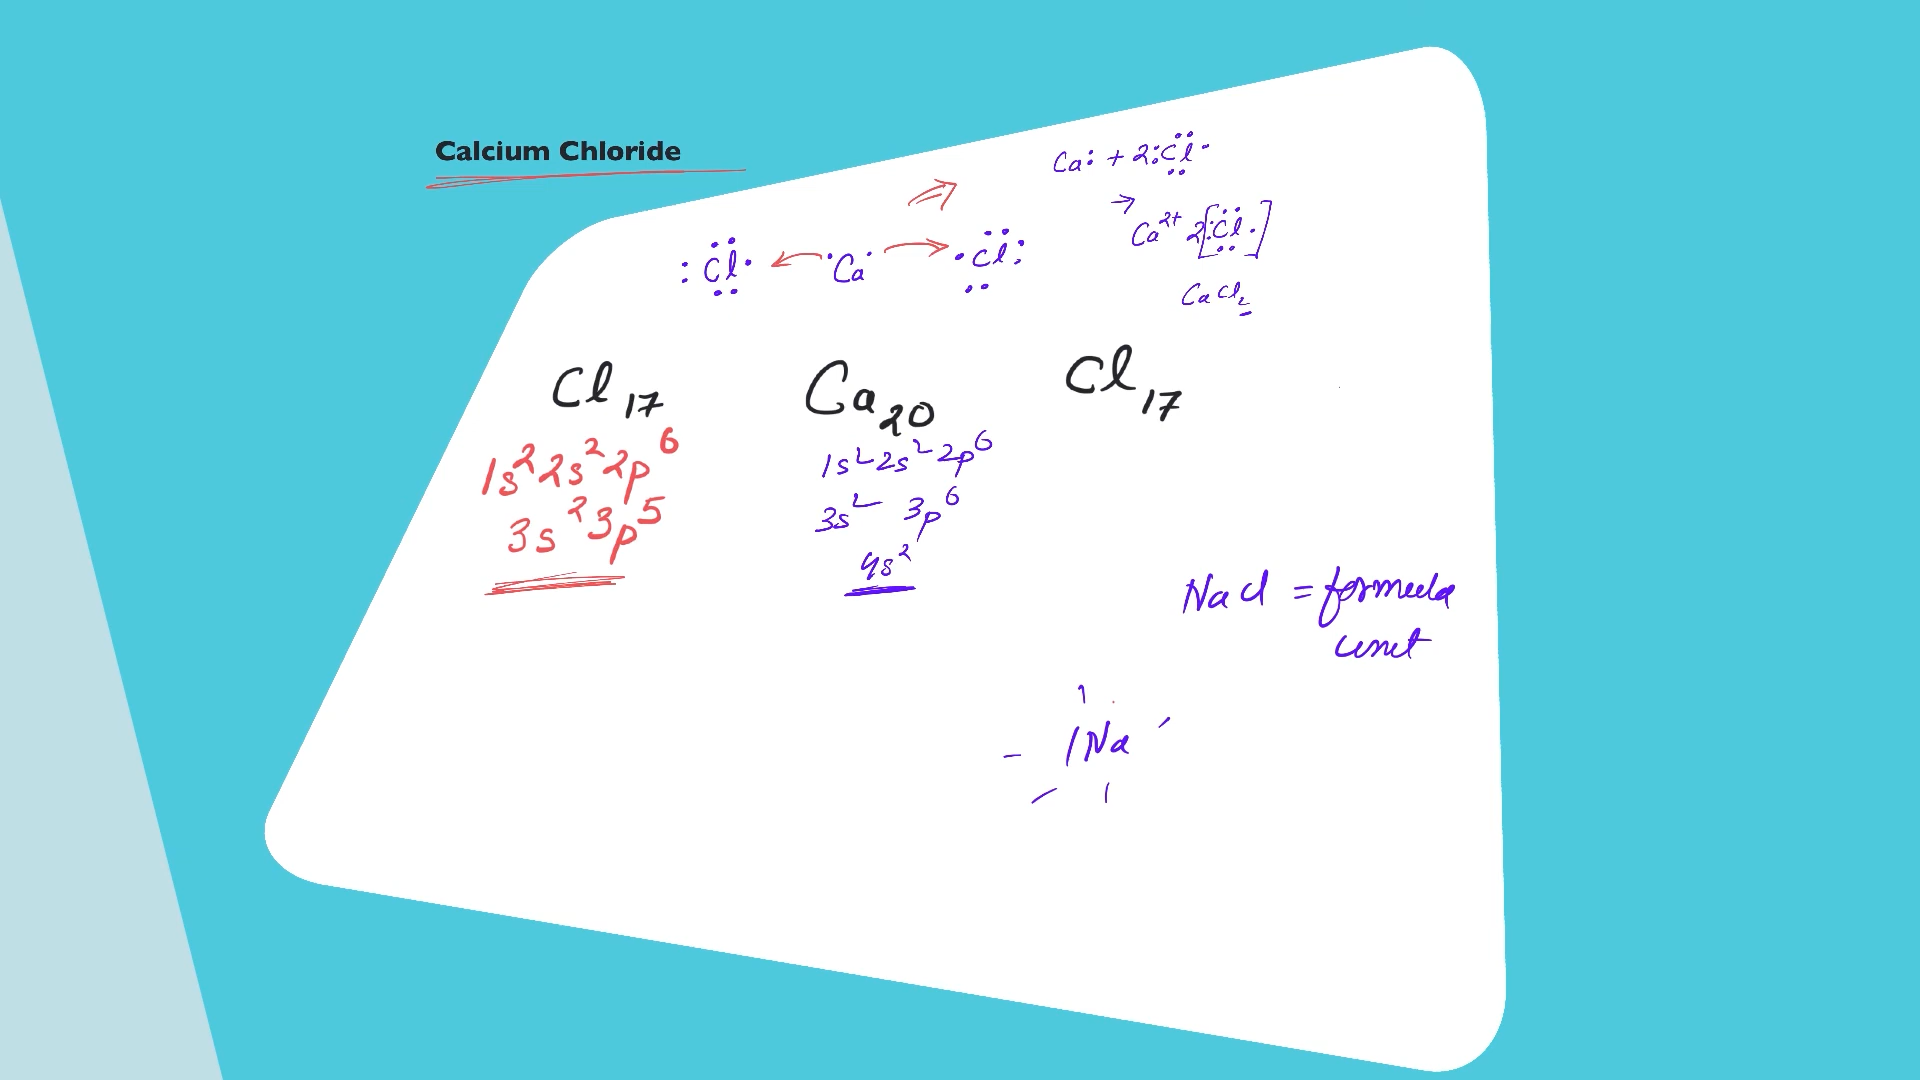 Calcium Chloride
Ca: + 2:Cl·
→
Ca²⁺ 2[:Cl·]
CaCl₂
:Cl· ·Ca· ·Cl:
Cl₁₇ Ca₂₀ Cl₁₇
1s² 2s² 2p⁶
3s² 3p⁵
1s² 2s² 2p⁶
3s² 3p⁶
4s²
NaCl = formula
unit
1Na